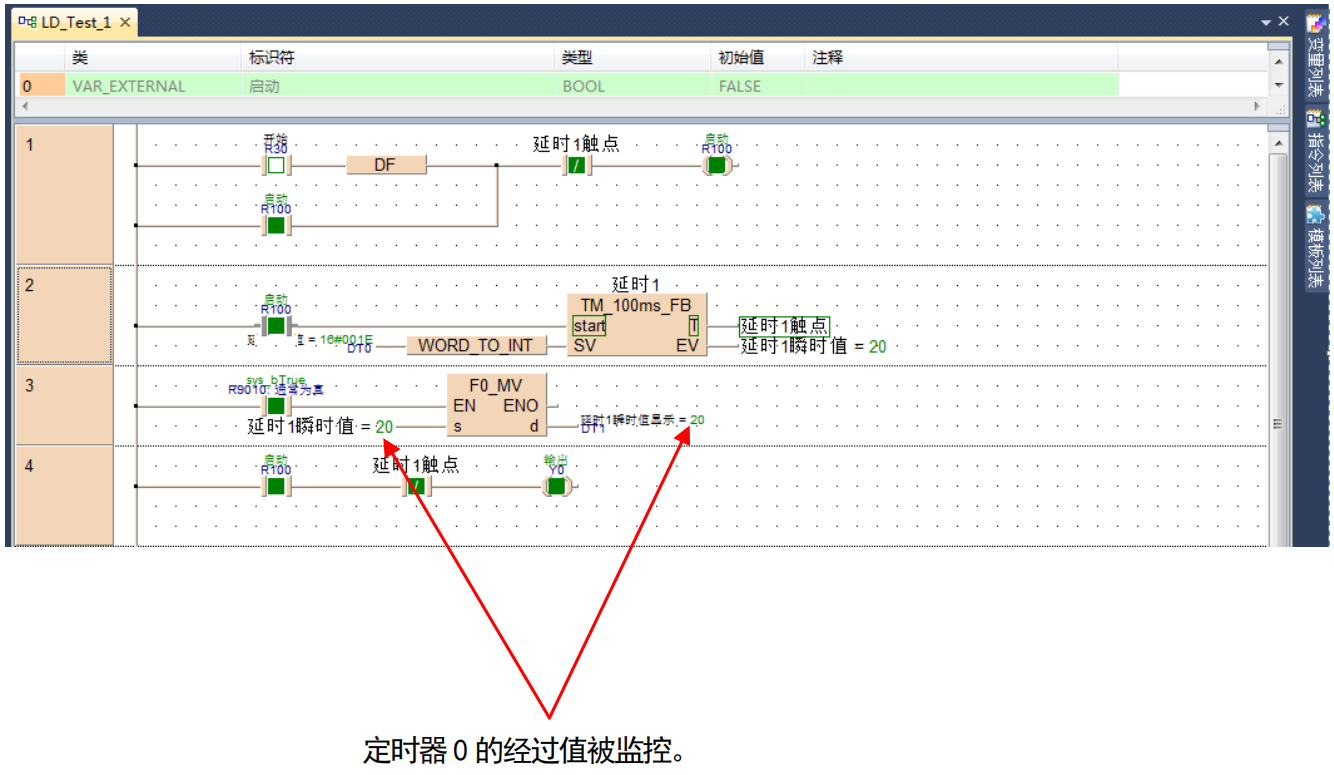 LD_Test_1
类 标识符 类型 初始值 注释
0 VAR_EXTERNAL 启动 BOOL FALSE
变量列表
指令列表
模板列表
1
开始
R30
DF
延时1触点
启动
R100
启动
R100
2
启动
R100
值 = 16#001E
DT0
WORD_TO_INT
延时1
TM_100ms_FB
start T
SV EV
延时1触点
延时1瞬时值 = 20
3
sys_bTrue
R9010: 通常为真
延时1瞬时值 = 20
F0_MV
EN ENO
s d
延时1瞬时值显示 = 20
DT1
4
启动
R100
延时1触点
输出
Y0
定时器 0 的经过值被监控。